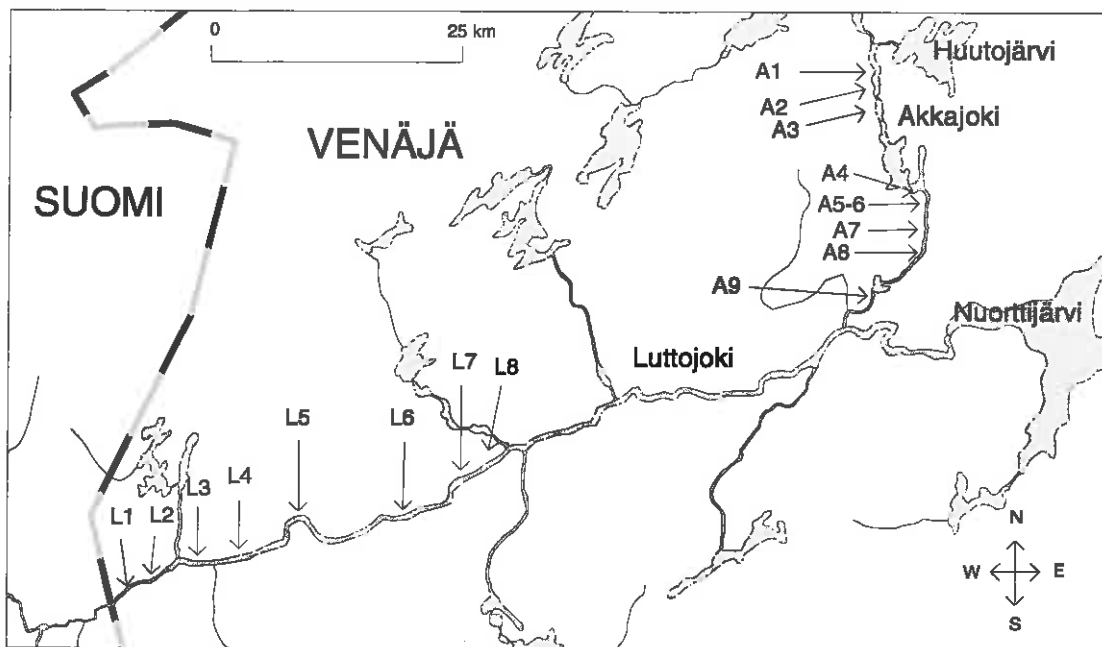 0 25 km
Huutojärvi
A1
A2
Akkajoki
A3
VENÄJÄ
SUOMI
A4
A5-6
A7
A8
A9
Nuorttijärvi
Luttojoki
L7
L8
L5
L6
L3
L4
L1
L2
N
W E
S